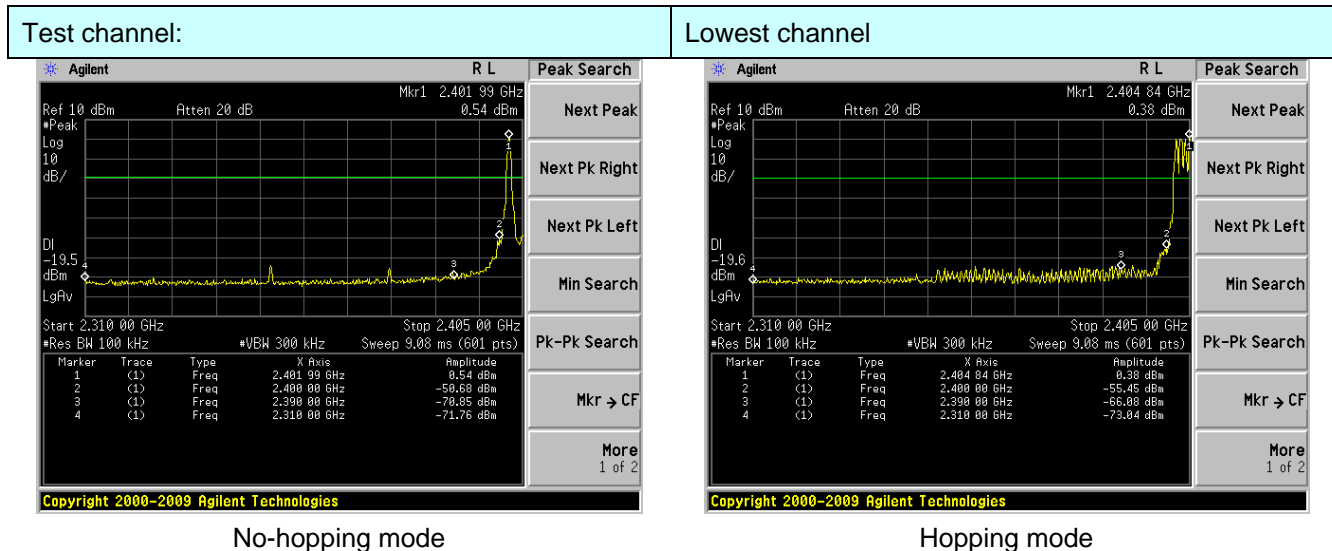 Test channel:
Lowest channel
Agilent
R L
Peak Search
Mkr1 2.401 99 GHz
Ref 10 dBm
Atten 20 dB
0.54 dBm
#Peak
Log
10
dB/
1
2
3
4
DI
-19.5
dBm
LgAv
Start 2.310 00 GHz
Stop 2.405 00 GHz
#Res BW 100 kHz
#VBW 300 kHz
Sweep 9.08 ms (601 pts)
Marker Trace Type X Axis Amplitude
1 (1) Freq 2.401 99 GHz 0.54 dBm
2 (1) Freq 2.400 00 GHz -50.68 dBm
3 (1) Freq 2.390 00 GHz -70.85 dBm
4 (1) Freq 2.310 00 GHz -71.76 dBm
Next Peak
Next Pk Right
Next Pk Left
Min Search
Pk-Pk Search
Mkr → CF
More
1 of 2
Copyright 2000-2009 Agilent Technologies
No-hopping mode
Agilent
R L
Peak Search
Mkr1 2.404 84 GHz
Ref 10 dBm
Atten 20 dB
0.38 dBm
#Peak
Log
10
dB/
1
2
3
4
DI
-19.6
dBm
LgAv
Start 2.310 00 GHz
Stop 2.405 00 GHz
#Res BW 100 kHz
#VBW 300 kHz
Sweep 9.08 ms (601 pts)
Marker Trace Type X Axis Amplitude
1 (1) Freq 2.404 84 GHz 0.38 dBm
2 (1) Freq 2.400 00 GHz -55.45 dBm
3 (1) Freq 2.390 00 GHz -66.08 dBm
4 (1) Freq 2.310 00 GHz -73.04 dBm
Next Peak
Next Pk Right
Next Pk Left
Min Search
Pk-Pk Search
Mkr → CF
More
1 of 2
Copyright 2000-2009 Agilent Technologies
Hopping mode